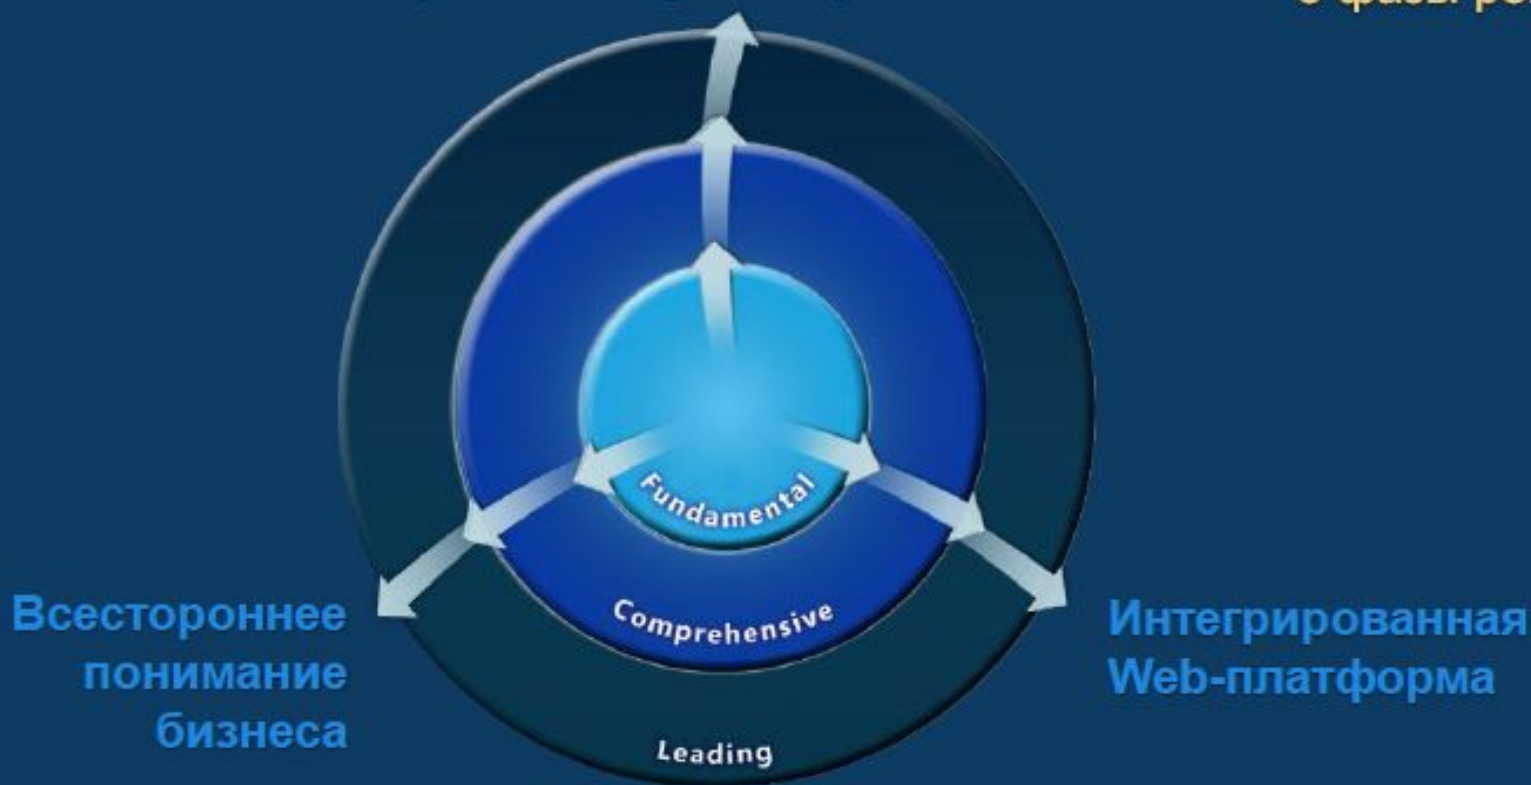 Fundamental
Comprehensive
Leading
Всестороннее
понимание
бизнеса
Интегрированная
Web-платформа